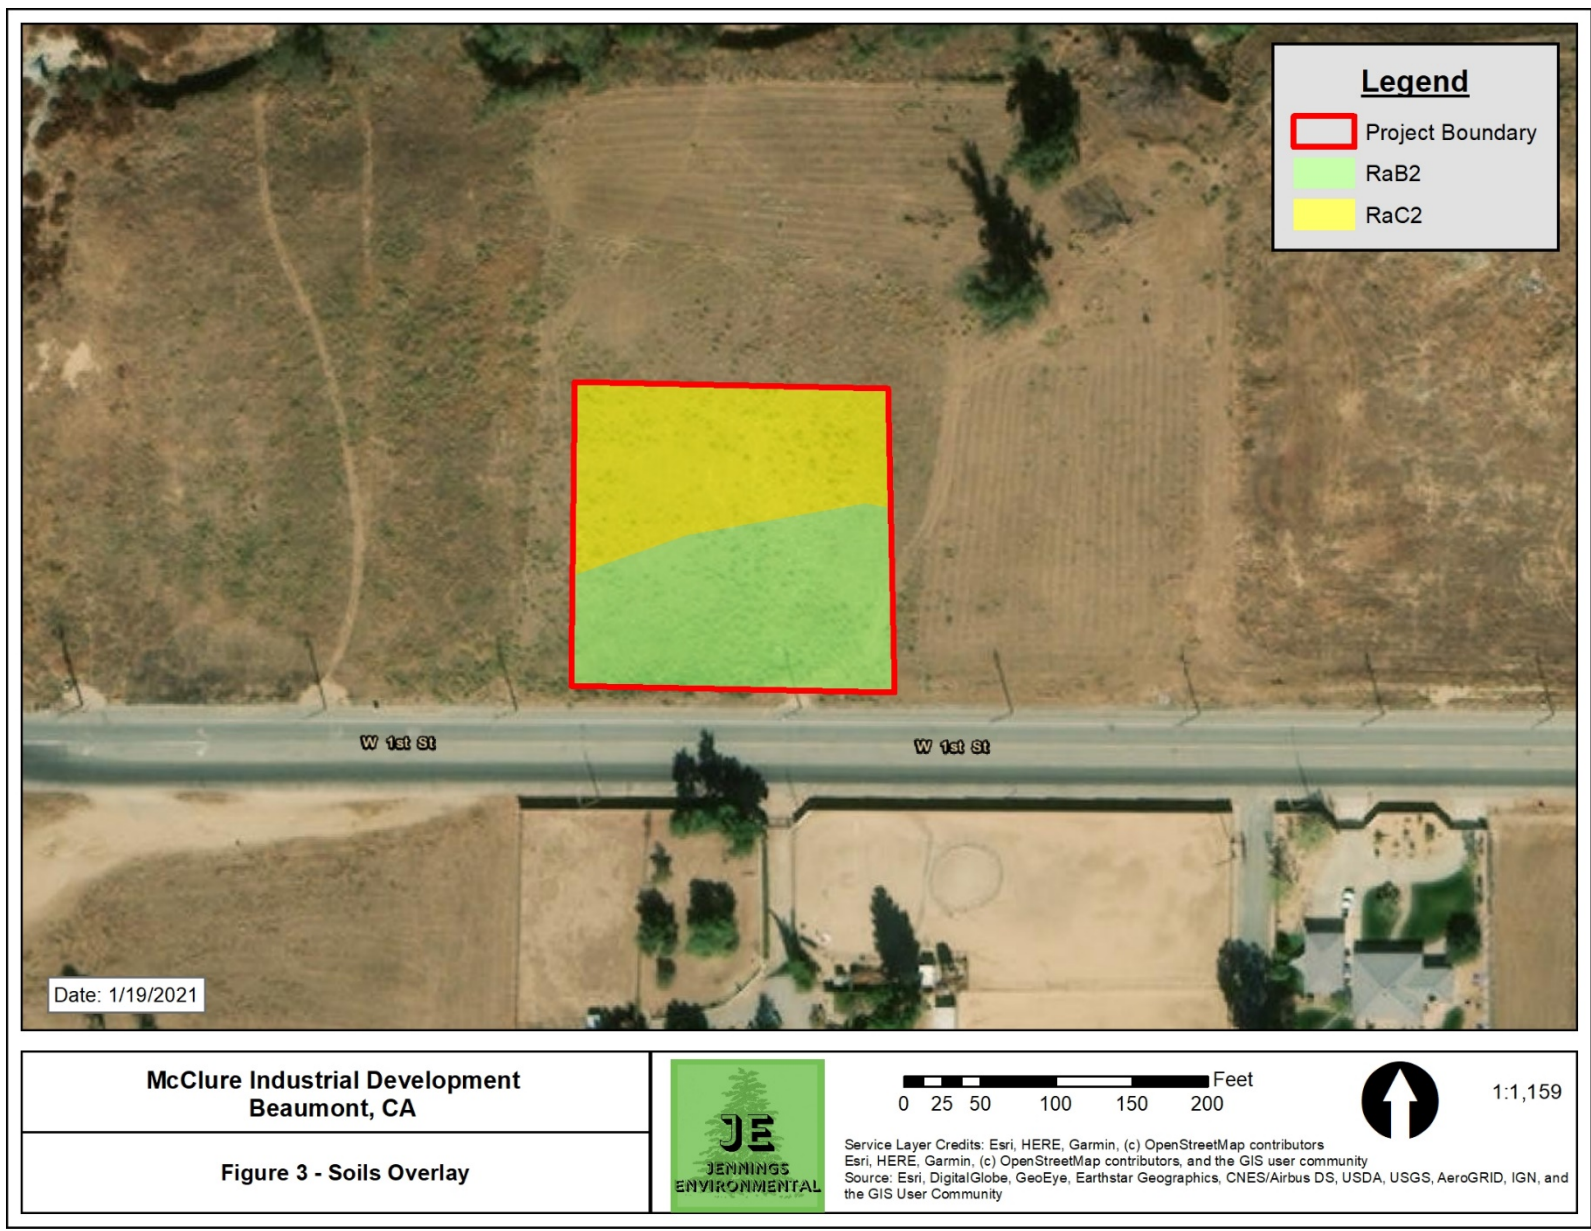 Legend
Project Boundary
RaB2
RaC2
W 1st St
W 1st St
Date: 1/19/2021
McClure Industrial Development
Beaumont, CA
Figure 3 - Soils Overlay
JE
JENNINGS
ENVIRONMENTAL
Feet
0 25 50 100 150 200
1:1,159
Service Layer Credits: Esri, HERE, Garmin, (c) OpenStreetMap contributors
Esri, HERE, Garmin, (c) OpenStreetMap contributors, and the GIS user community
Source: Esri, DigitalGlobe, GeoEye, Earthstar Geographics, CNES/Airbus DS, USDA, USGS, AeroGRID, IGN, and
the GIS User Community